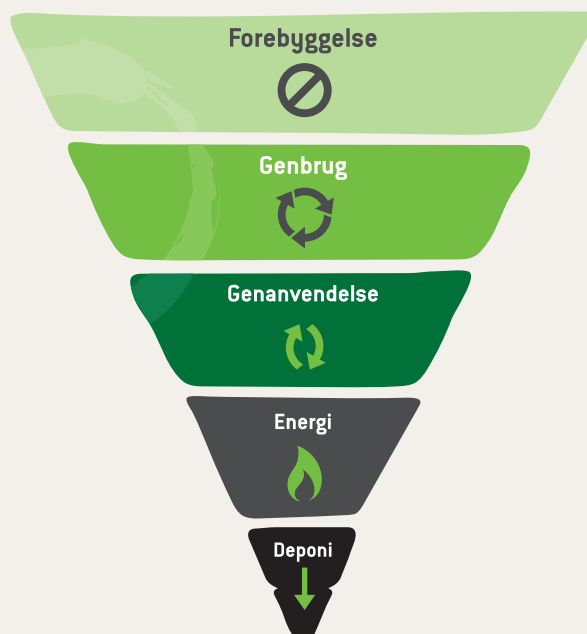 Forebyggelse
Genbrug
Genanvendelse
Energi
Deponi